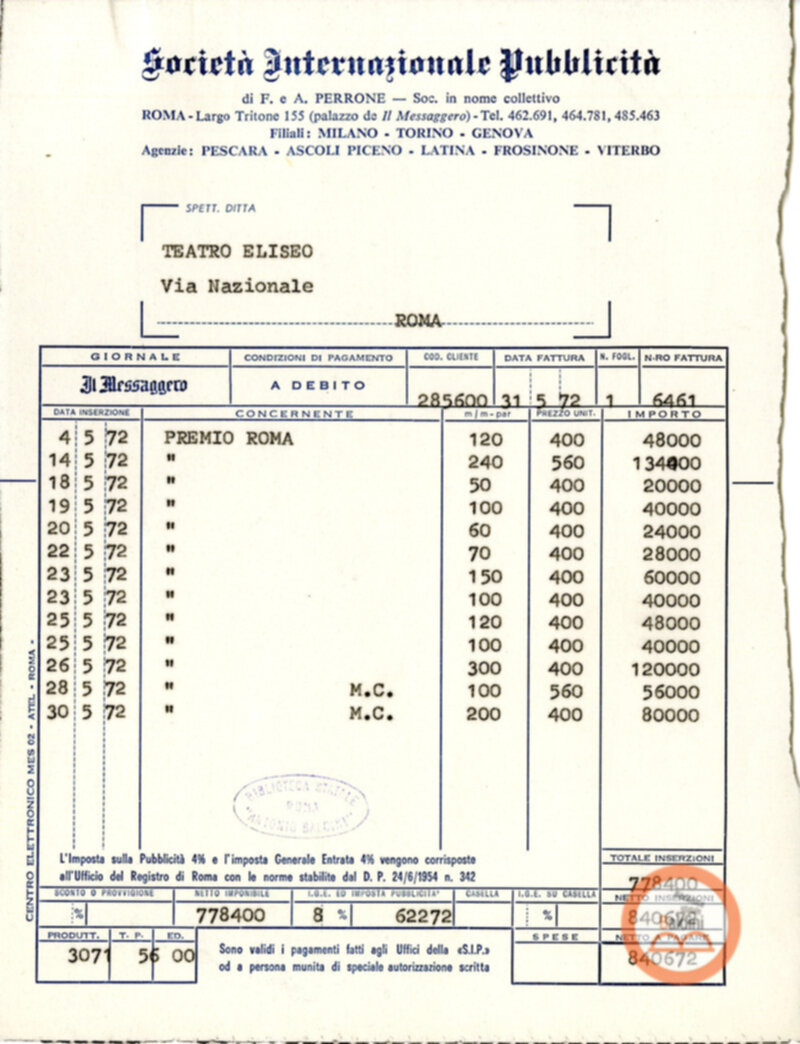 Società Internazionale Pubblicità
di F. e A. PERRONE — Soc. in nome collettivo
ROMA - Largo Tritone 155 (palazzo de Il Messaggero) - Tel. 462.691, 464.781, 485.463
Filiali: MILANO - TORINO - GENOVA
Agenzie: PESCARA - ASCOLI PICENO - LATINA - FROSINONE - VITERBO
SPETT. DITTA
TEATRO ELISEO
Via Nazionale
ROMA
GIORNALE CONDIZIONI DI PAGAMENTO COD. CLIENTE DATA FATTURA N. FOGL. N-RO FATTURA
Il Messaggero A DEBITO 285600 31 5 72 1 6461
DATA INSERZIONE CONCERNENTE m/m-par PREZZO UNIT. IMPORTO
4 5 72 PREMIO ROMA 120 400 48000
14 5 72 " 240 560 134400
18 5 72 " 50 400 20000
19 5 72 " 100 400 40000
20 5 72 " 60 400 24000
22 5 72 " 70 400 28000
23 5 72 " 150 400 60000
23 5 72 " 100 400 40000
25 5 72 " 120 400 48000
25 5 72 " 100 400 40000
26 5 72 " 300 400 120000
28 5 72 " M.C. 100 560 56000
30 5 72 " M.C. 200 400 80000
BIBLIOTECA STATALE
ROMA
"ANTONIO BALDINI"
CENTRO ELETTRONICO MES 02 - ATEL - ROMA -
L'Imposta sulla Pubblicità 4% e l'imposta Generale Entrata 4% vengono corrisposte
all'Ufficio del Registro di Roma con le norme stabilite dal D. P. 24/6/1954 n. 342
TOTALE INSERZIONI
778400
SCONTO O PROVVIGIONE NETTO IMPONIBILE I.G.E. ED IMPOSTA PUBBLICITA' CASELLA I.G.E. SU CASELLA NETTO INSERZIONI
% 778400 8 % 62272 % 840672
PRODUTT. T. P. ED. SPESE NETTO A PAGARE
3071 56 00 840672
Sono validi i pagamenti fatti agli Uffici della «S.I.P.»
od a persona munita di speciale autorizzazione scritta